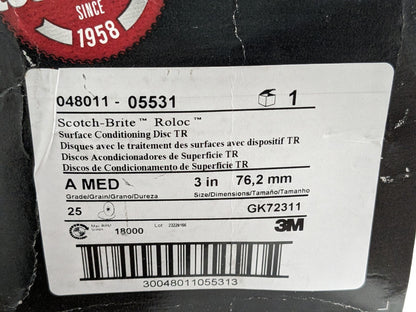 SINCE
1958
048011 - 05531
1
Scotch-Brite™ Roloc™
Surface Conditioning Disc TR
Disques avec le traitement des surfaces avec dispositif TR
Discos Acondicionadores de Superficie TR
Discos de Condicionamento de Superfície TR
A MED 3 in 76,2 mm
Grade/Grain/Grano/Dureza Size/Dimensions/Tamaño/Tamanho
25 GK72311
18000 Lot 3M
30048011055313